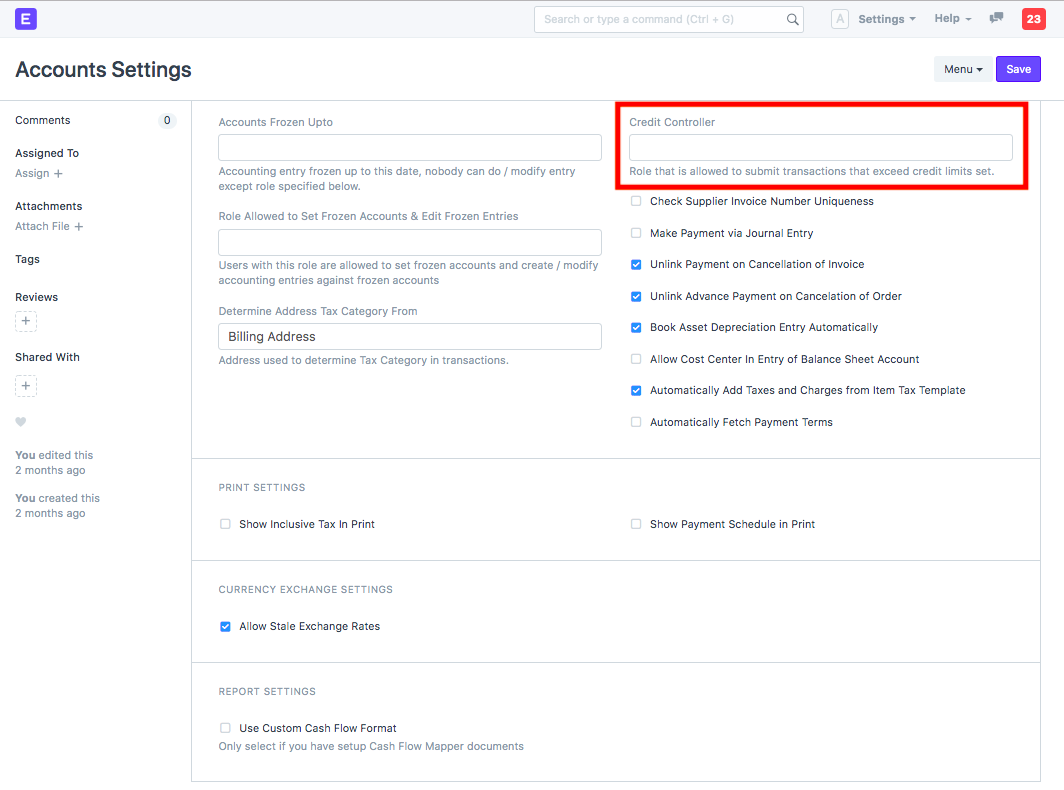 E
Search or type a command (Ctrl + G)
A
Settings
Help
23
Accounts Settings
Menu
Save
Comments
0
Assigned To
Assign +
Attachments
Attach File +
Tags
Reviews
+
Shared With
+
You edited this
2 months ago
You created this
2 months ago
Accounts Frozen Upto
Accounting entry frozen up to this date, nobody can do / modify entry
except role specified below.
Role Allowed to Set Frozen Accounts & Edit Frozen Entries
Users with this role are allowed to set frozen accounts and create / modify
accounting entries against frozen accounts
Determine Address Tax Category From
Billing Address
Address used to determine Tax Category in transactions.
Credit Controller
Role that is allowed to submit transactions that exceed credit limits set.
Check Supplier Invoice Number Uniqueness
Make Payment via Journal Entry
Unlink Payment on Cancellation of Invoice
Unlink Advance Payment on Cancelation of Order
Book Asset Depreciation Entry Automatically
Allow Cost Center In Entry of Balance Sheet Account
Automatically Add Taxes and Charges from Item Tax Template
Automatically Fetch Payment Terms
PRINT SETTINGS
Show Inclusive Tax In Print
Show Payment Schedule in Print
CURRENCY EXCHANGE SETTINGS
Allow Stale Exchange Rates
REPORT SETTINGS
Use Custom Cash Flow Format
Only select if you have setup Cash Flow Mapper documents